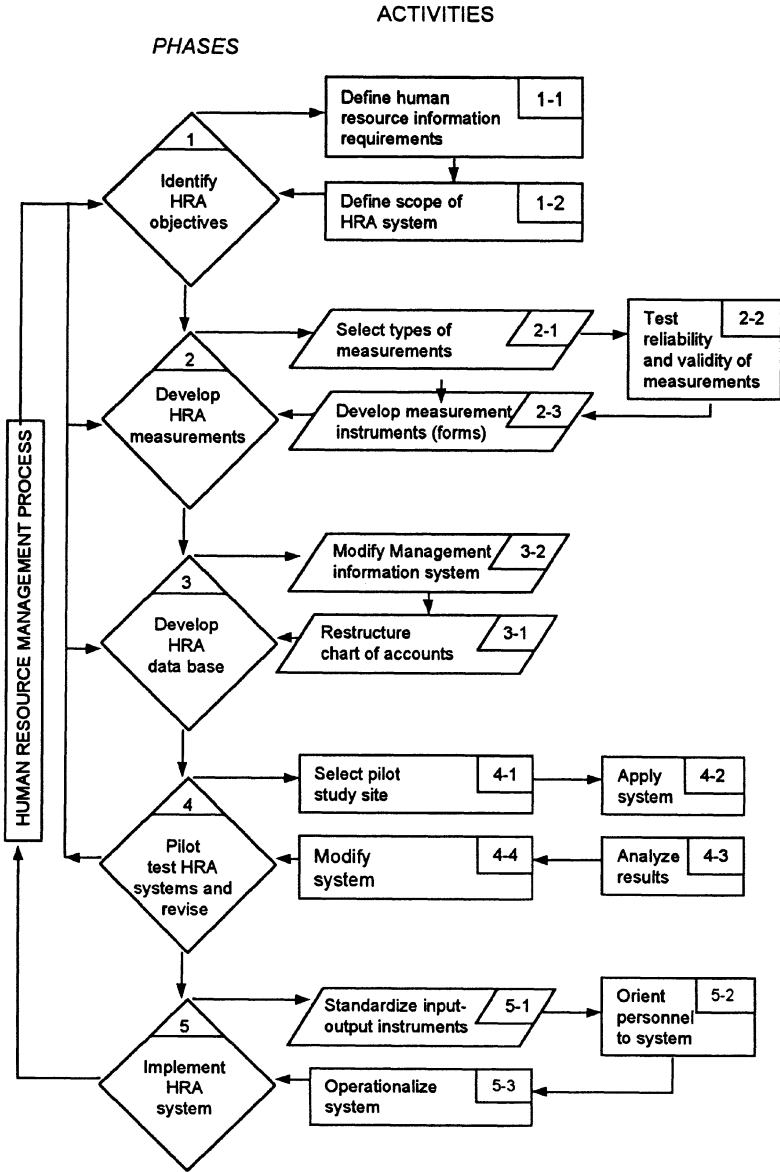 ACTIVITIES
PHASES
1
Identify
HRA
objectives
Define human
resource information
requirements
1-1
Define scope of
HRA system
1-2
2
Develop
HRA
measurements
Select types of
measurements
2-1
Test
reliability
and validity of
measurements
2-2
Develop measurement
instruments (forms)
2-3
HUMAN RESOURCE MANAGEMENT PROCESS
3
Develop
HRA
data base
Modify Management
information system
3-2
Restructure
chart of accounts
3-1
4
Pilot
test HRA
systems and
revise
Select pilot
study site
4-1
Apply
system
4-2
Modify
system
4-4
Analyze
results
4-3
5
Implement
HRA
system
Standardize input-
output instruments
5-1
Orient
personnel
to system
5-2
Operationalize
system
5-3